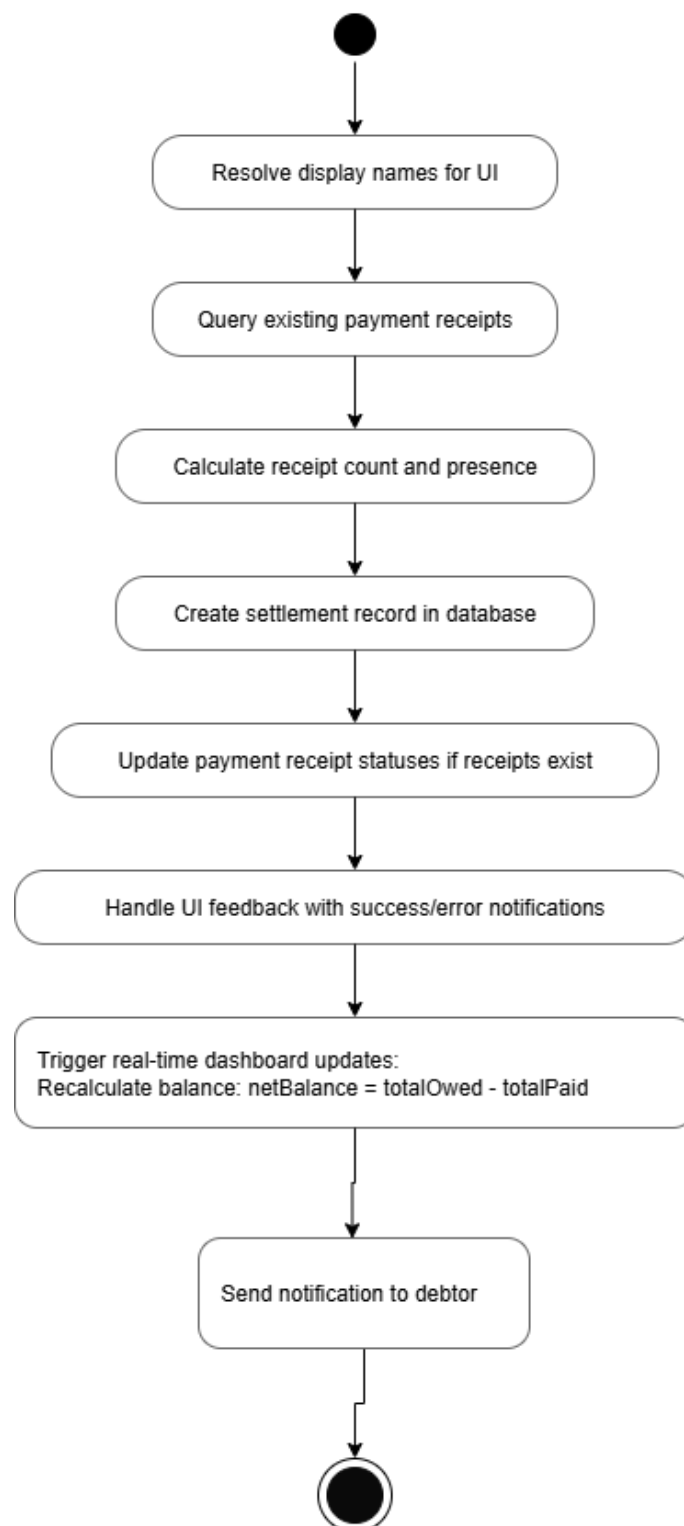 Resolve display names for UI
Query existing payment receipts
Calculate receipt count and presence
Create settlement record in database
Update payment receipt statuses if receipts exist
Handle UI feedback with success/error notifications
Trigger real-time dashboard updates:
Recalculate balance: netBalance = totalOwed - totalPaid
Send notification to debtor